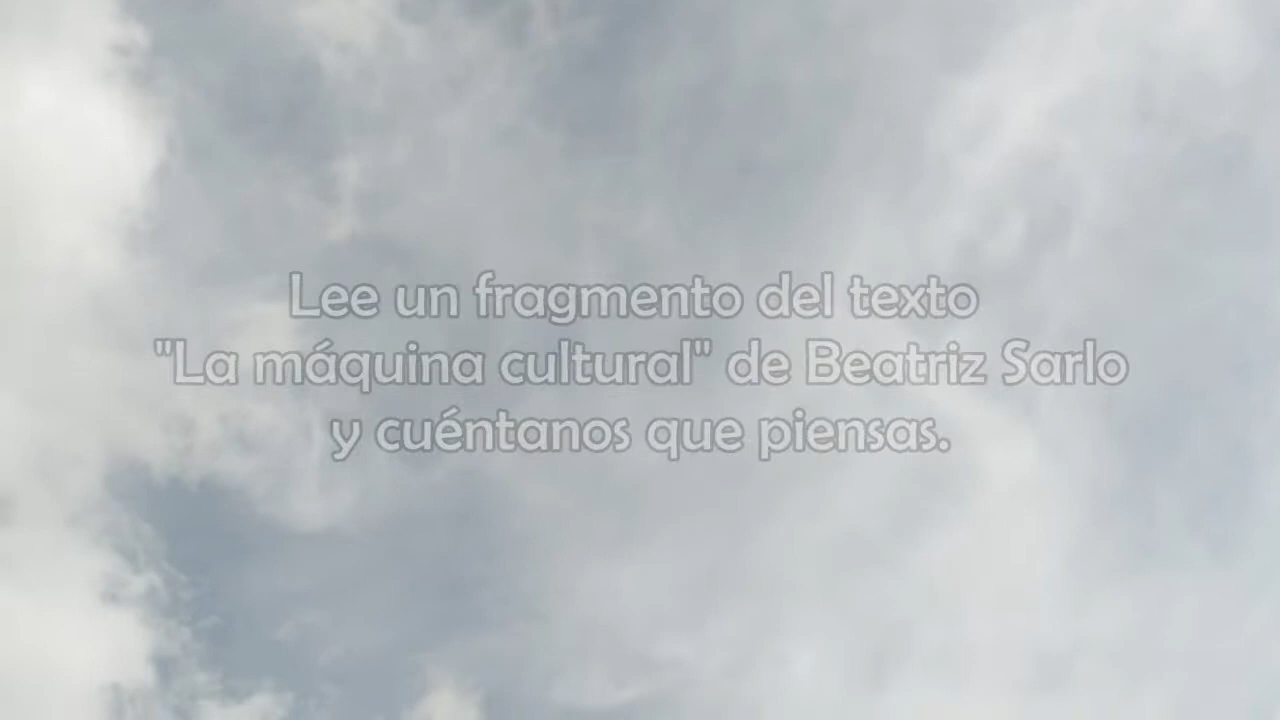 Lee un fragmento del texto
"La máquina cultural" de Beatriz Sarlo
y cuéntanos que piensas.